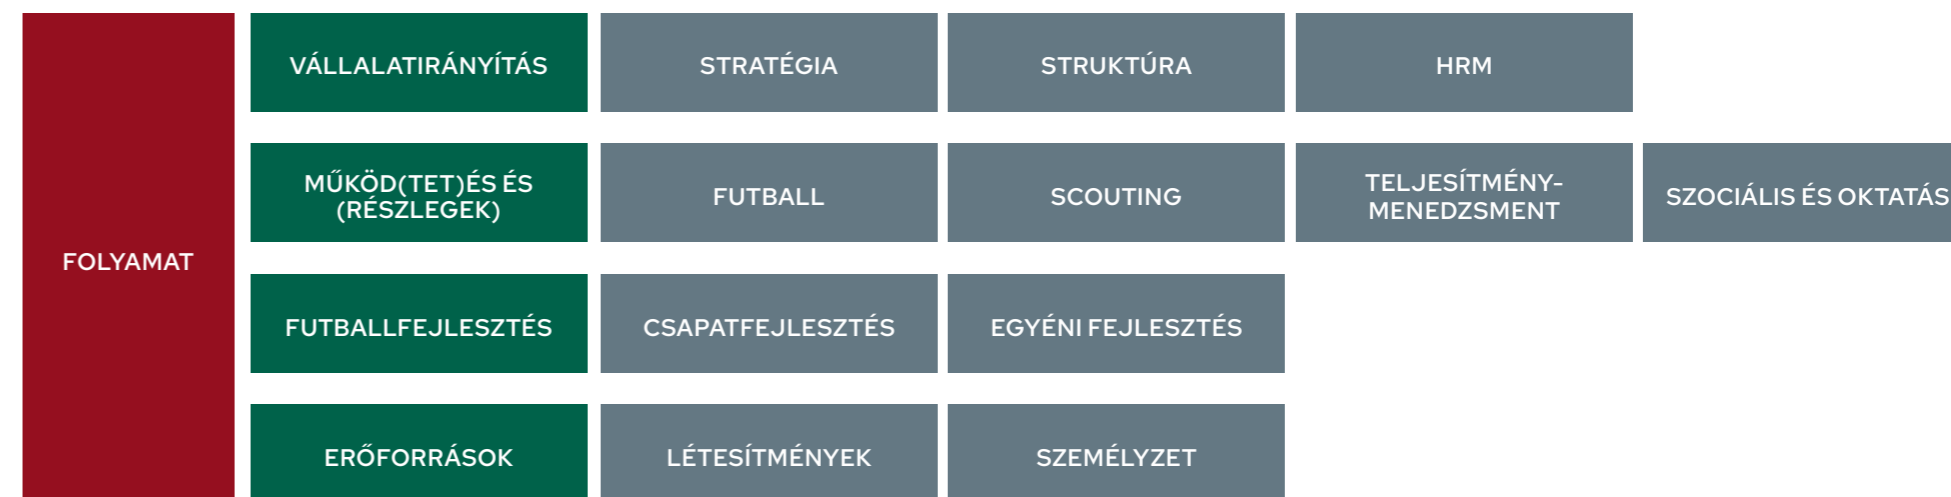 FOLYAMAT
VÁLLALATIRÁNYÍTÁS
STRATÉGIA
STRUKTÚRA
HRM
MŰKÖD(TET)ÉS ÉS
(RÉSZLEGEK)
FUTBALL
SCOUTING
TELJESÍTMÉNY-
MENEDZSMENT
SZOCIÁLIS ÉS OKTATÁS
FUTBALLFEJLESZTÉS
CSAPATFEJLESZTÉS
EGYÉNI FEJLESZTÉS
ERŐFORRÁSOK
LÉTESÍTMÉNYEK
SZEMÉLYZET